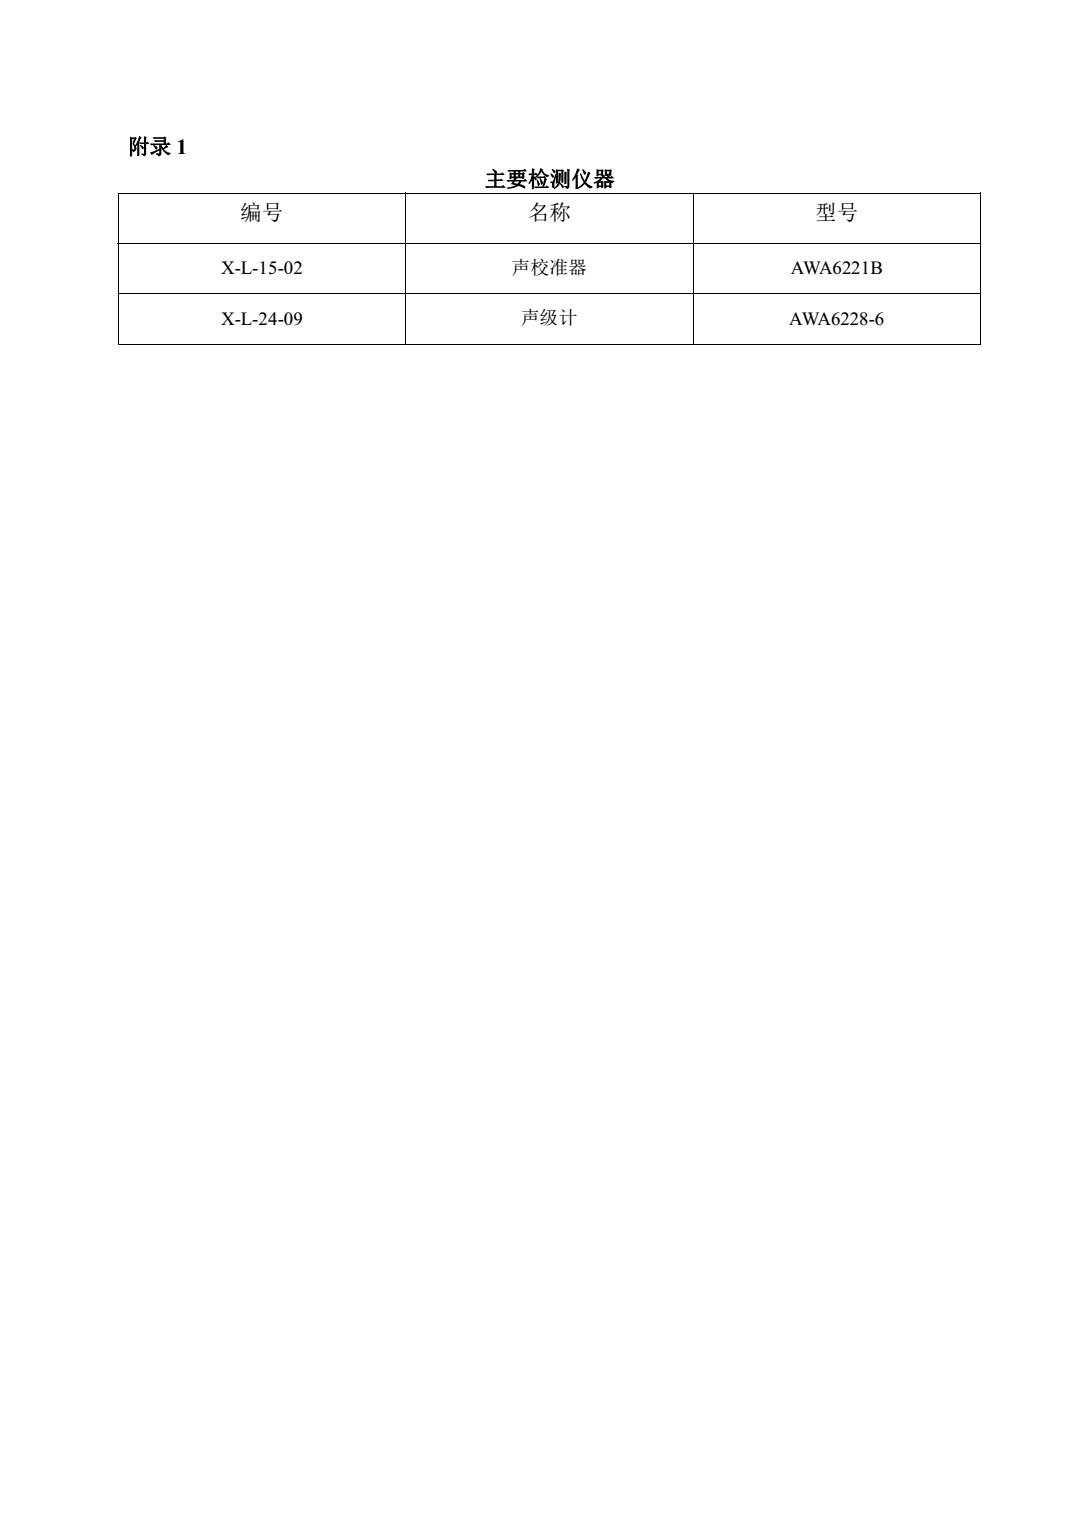 附录 1
主要检测仪器
编号 名称 型号
X-L-15-02 声校准器 AWA6221B
X-L-24-09 声级计 AWA6228-6